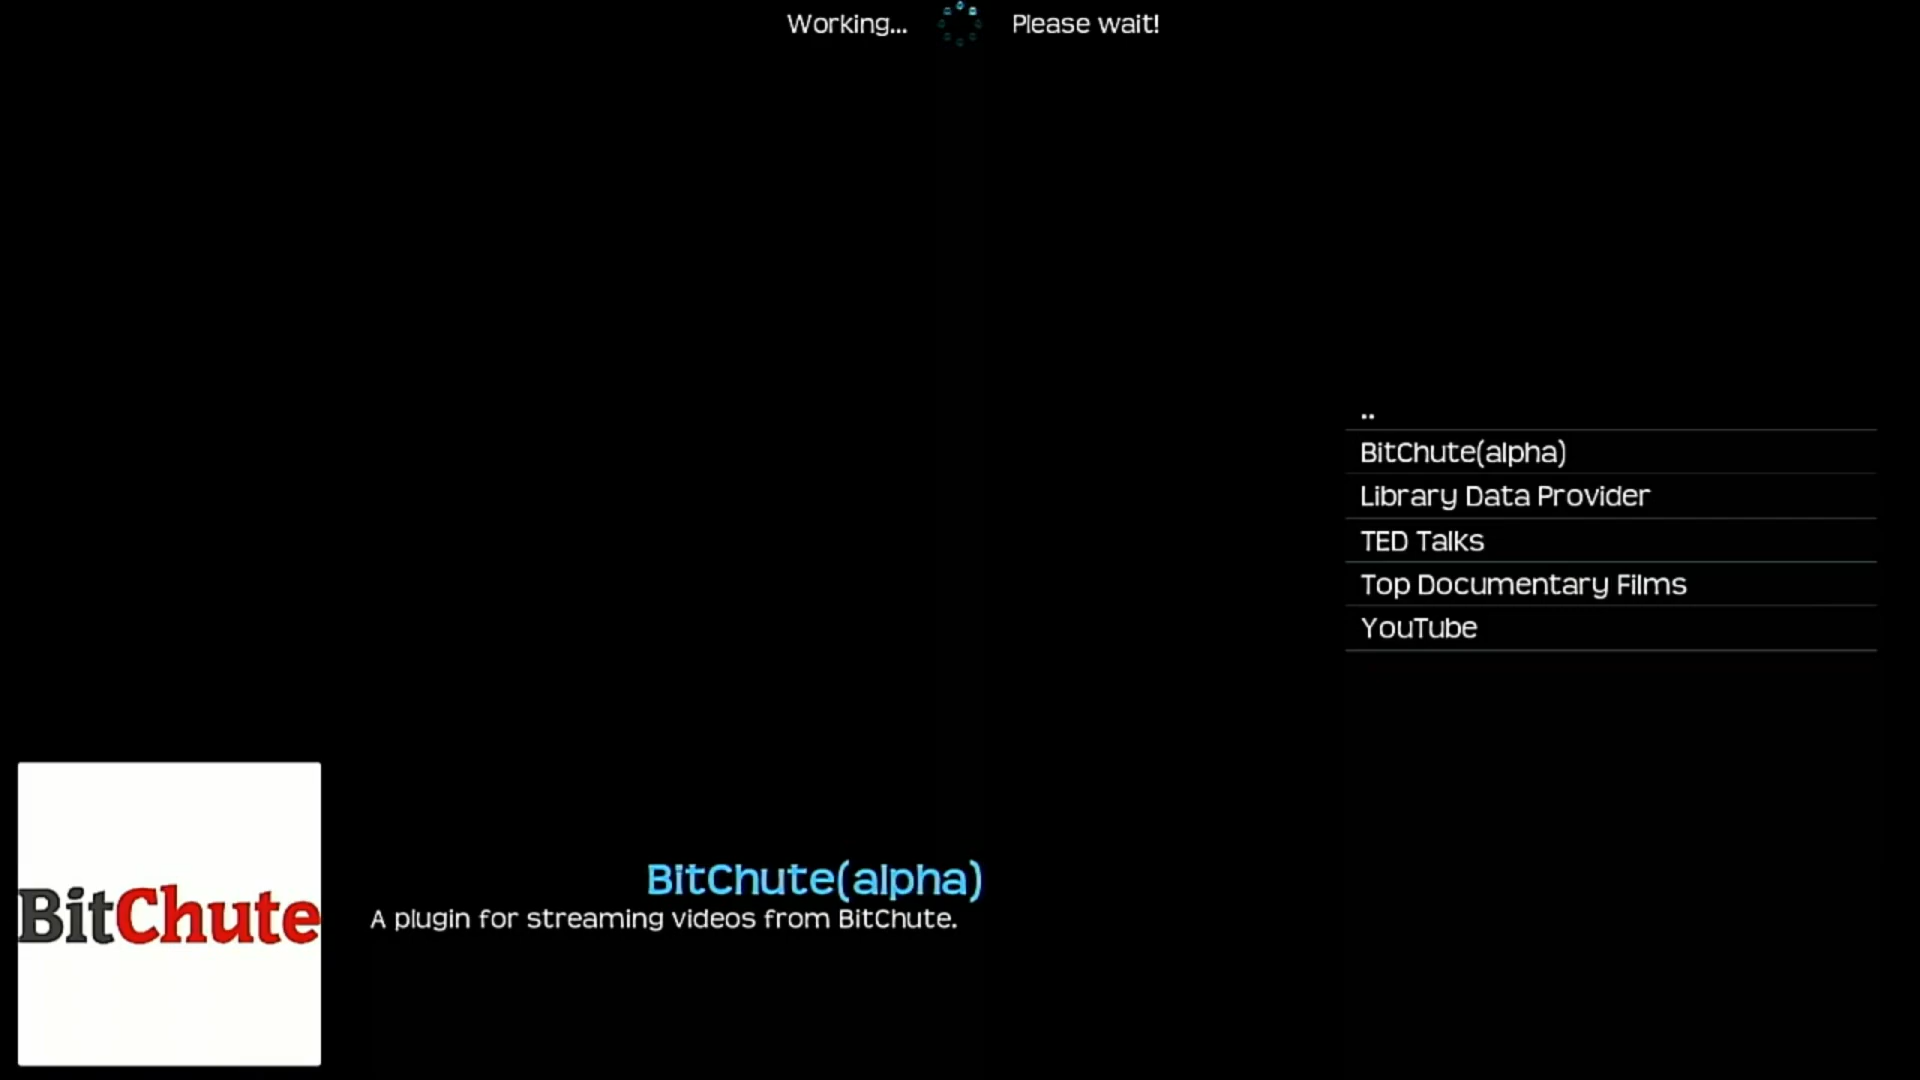 Working... Please wait!
..
BitChute(alpha)
Library Data Provider
TED Talks
Top Documentary Films
YouTube
BitChute
BitChute(alpha)
A plugin for streaming videos from BitChute.